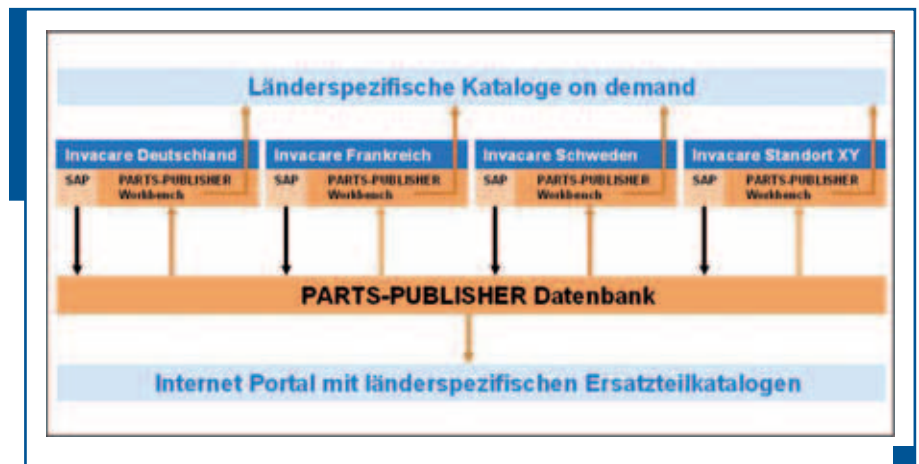 Länderspezifische Kataloge on demand
Invacare Deutschland
Invacare Frankreich
Invacare Schweden
Invacare Standort XY
SAP
PARTS-PUBLISHER
Workbench
SAP
PARTS-PUBLISHER
Workbench
SAP
PARTS-PUBLISHER
Workbench
SAP
PARTS-PUBLISHER
Workbench
PARTS-PUBLISHER Datenbank
Internet Portal mit länderspezifischen Ersatzteilkatalogen